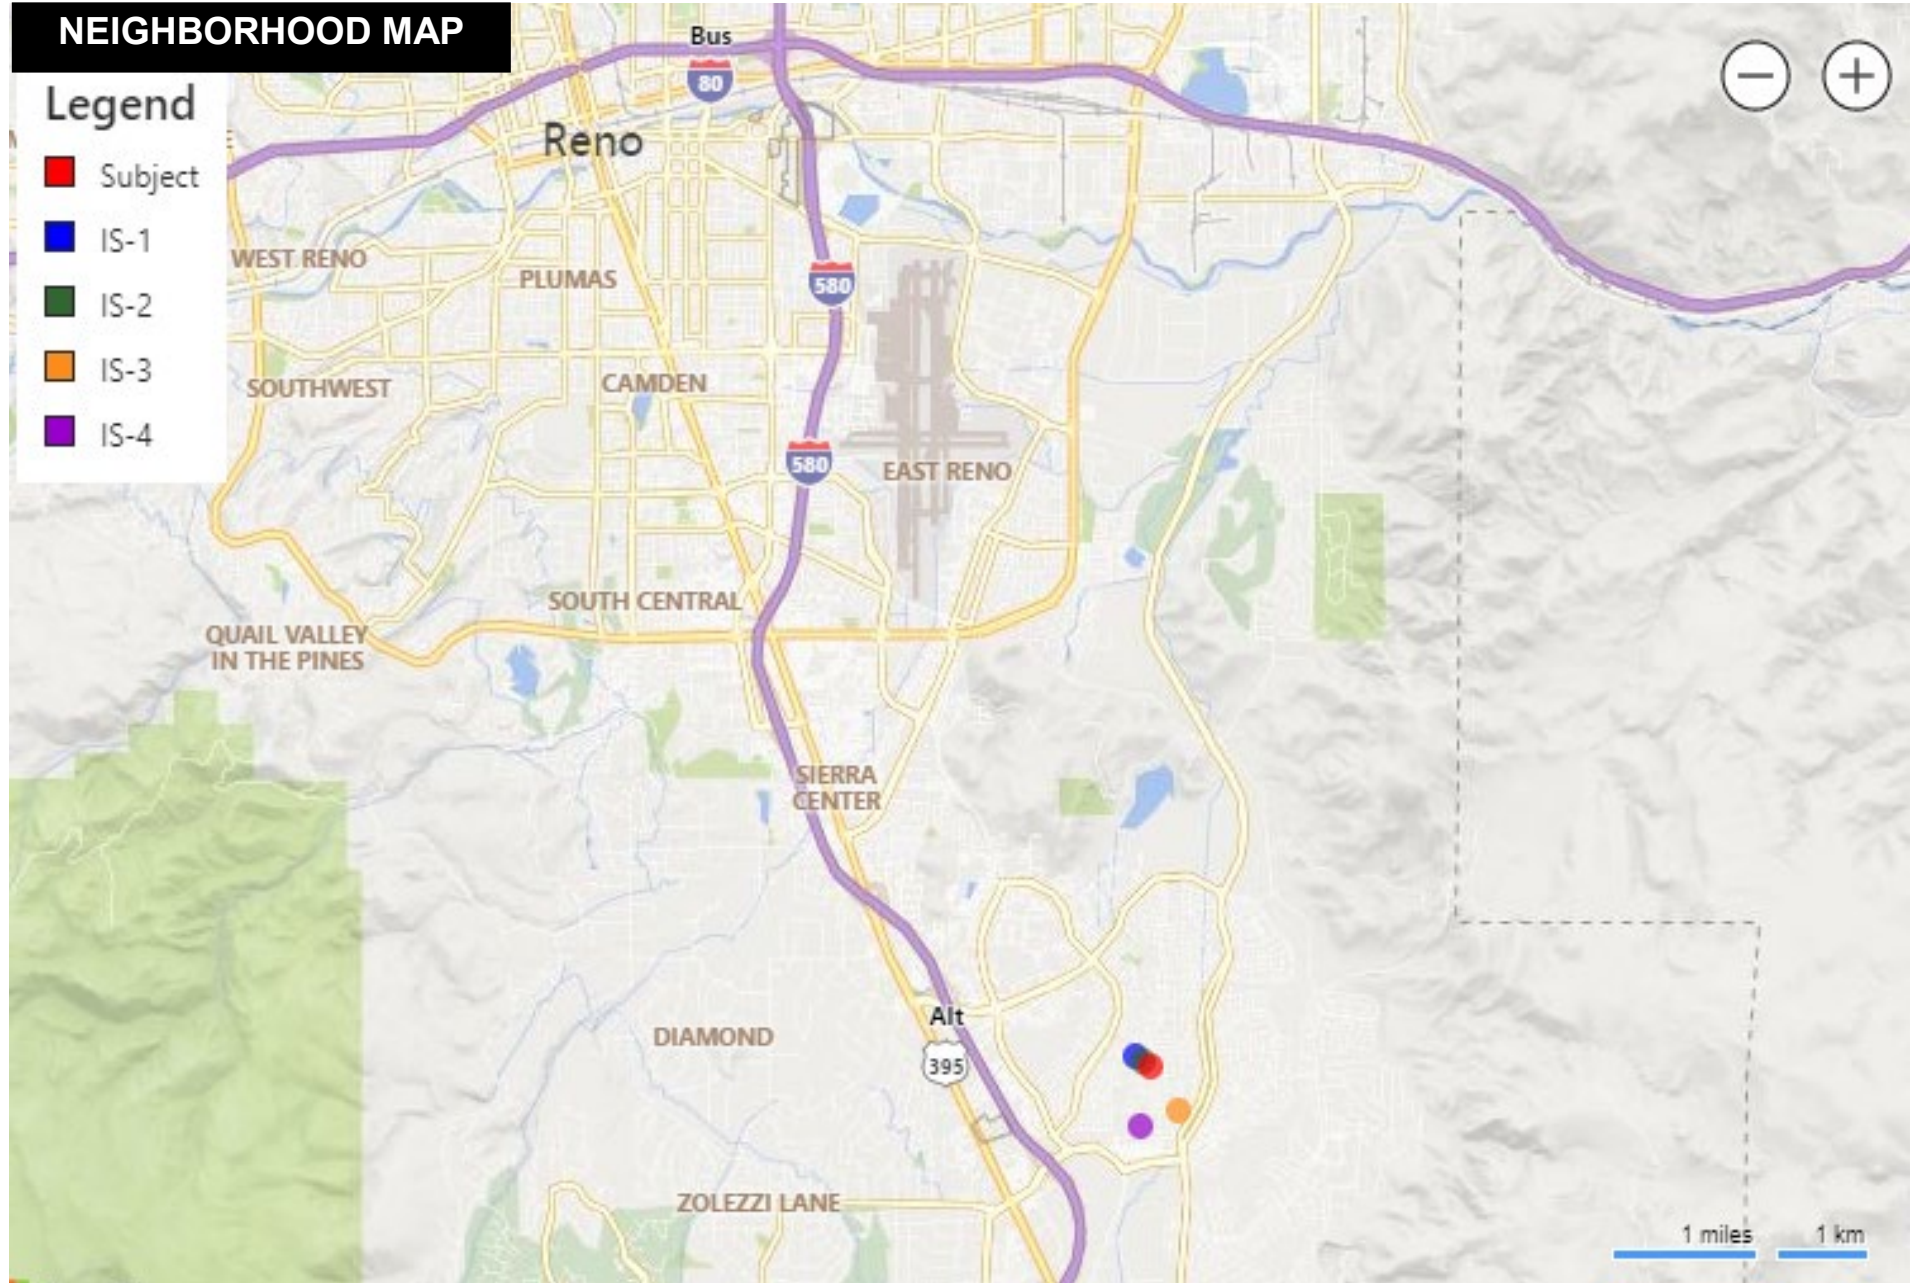 NEIGHBORHOOD MAP
Legend
Subject
IS-1
IS-2
IS-3
IS-4
Bus
80
Reno
WEST RENO
PLUMAS
580
SOUTHWEST
CAMDEN
580
EAST RENO
SOUTH CENTRAL
QUAIL VALLEY
IN THE PINES
SIERRA
CENTER
Alt
395
DIAMOND
ZOLEZZI LANE
1 miles
1 km